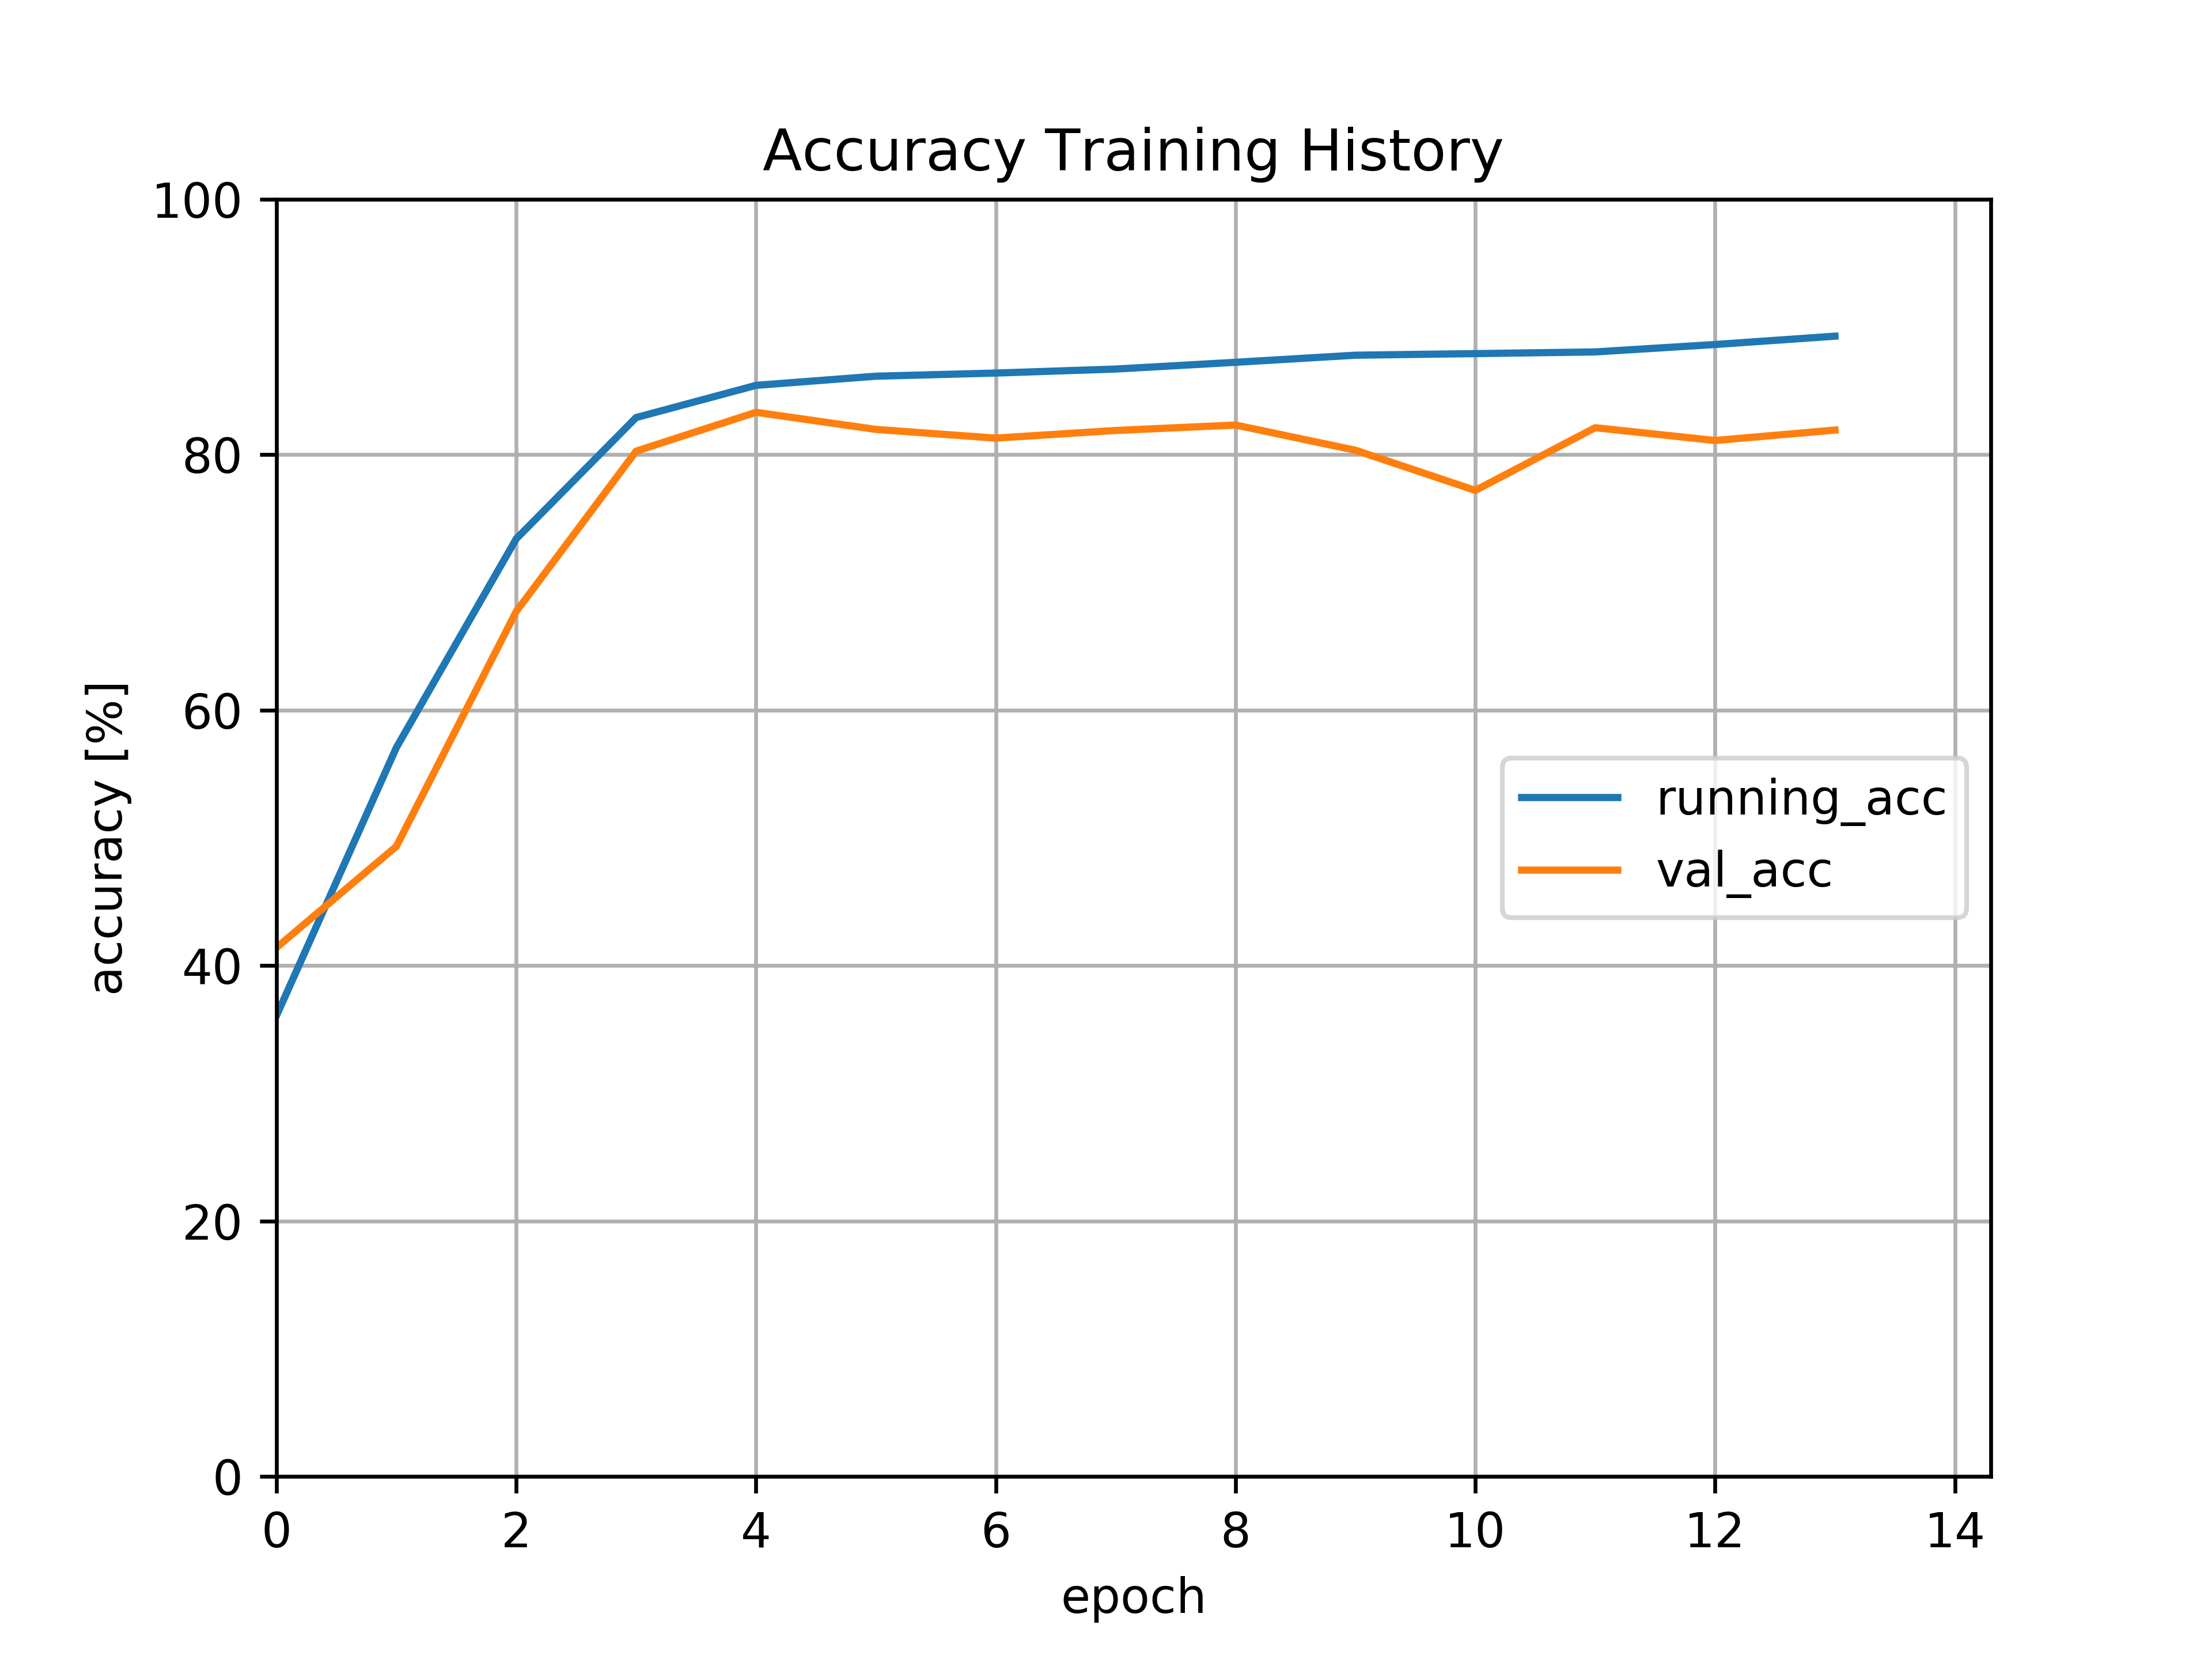 Accuracy Training History
100
80
60
40
20
0
accuracy [%]
running_acc
val_acc
0 2 4 6 8 10 12 14
epoch